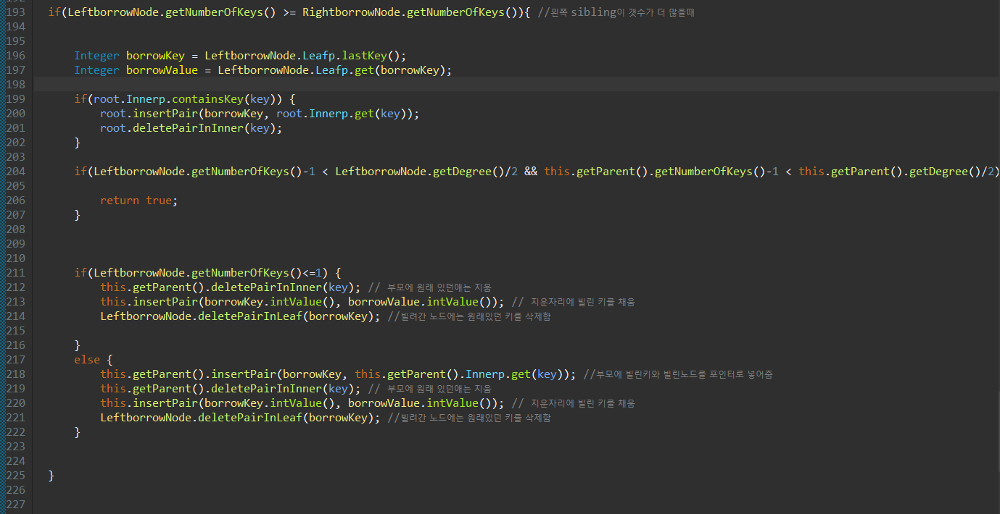 193 if(LeftborrowNode.getNumberOfKeys() >= RightborrowNode.getNumberOfKeys()){ //왼쪽 sibling이 갯수가 더 많을때
194
195
196 Integer borrowKey = LeftborrowNode.Leafp.lastKey();
197 Integer borrowValue = LeftborrowNode.Leafp.get(borrowKey);
198
199 if(root.Innerp.containsKey(key)) {
200 root.insertPair(borrowKey, root.Innerp.get(key));
201 root.deletePairInInner(key);
202 }
203
204 if(LeftborrowNode.getNumberOfKeys()-1 < LeftborrowNode.getDegree()/2 && this.getParent().getNumberOfKeys()-1 < this.getParent().getDegree()/2)
205
206 return true;
207 }
208
209
210
211 if(LeftborrowNode.getNumberOfKeys()<=1) {
212 this.getParent().deletePairInInner(key); // 부모에 원래 있던애는 지움
213 this.insertPair(borrowKey.intValue(), borrowValue.intValue()); // 지운자리에 빌린 키를 채움
214 LeftborrowNode.deletePairInLeaf(borrowKey); //빌려간 노드에는 원래있던 키를 삭제함
215
216 }
217 else {
218 this.getParent().insertPair(borrowKey, this.getParent().Innerp.get(key)); //부모에 빌린키와 빌린노드를 포인터로 넣어줌
219 this.getParent().deletePairInInner(key); // 부모에 원래 있던애는 지움
220 this.insertPair(borrowKey.intValue(), borrowValue.intValue()); // 지운자리에 빌린 키를 채움
221 LeftborrowNode.deletePairInLeaf(borrowKey); //빌려간 노드에는 원래있던 키를 삭제함
222 }
223
224
225 }
226
227